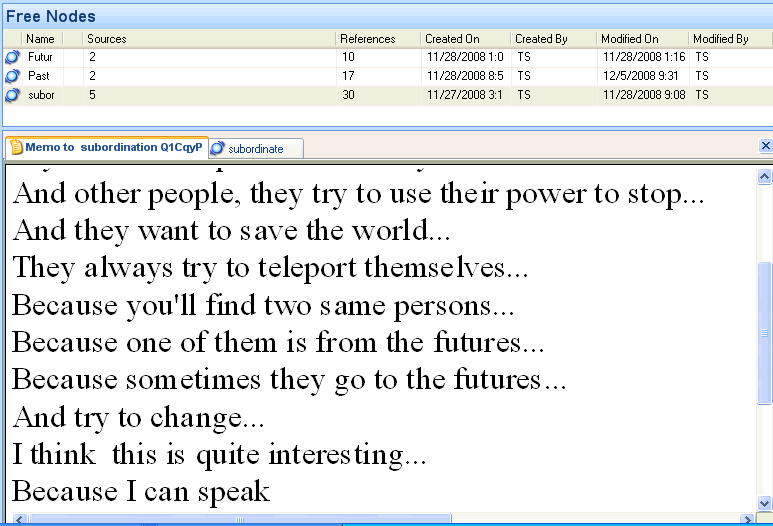 Free Nodes
Name Sources References Created On Created By Modified On Modified By
Futur 2 10 11/28/2008 1:0 TS 11/28/2008 1:16 TS
Past 2 17 11/28/2008 8:5 TS 12/5/2008 9:31 TS
subor 5 30 11/27/2008 3:1 TS 11/28/2008 9:08 TS
Memo to subordination Q1CqyP subordinate
And other people, they try to use their power to stop...
And they want to save the world...
They always try to teleport themselves...
Because you'll find two same persons...
Because one of them is from the futures...
Because sometimes they go to the futures...
And try to change...
I think this is quite interesting...
Because I can speak